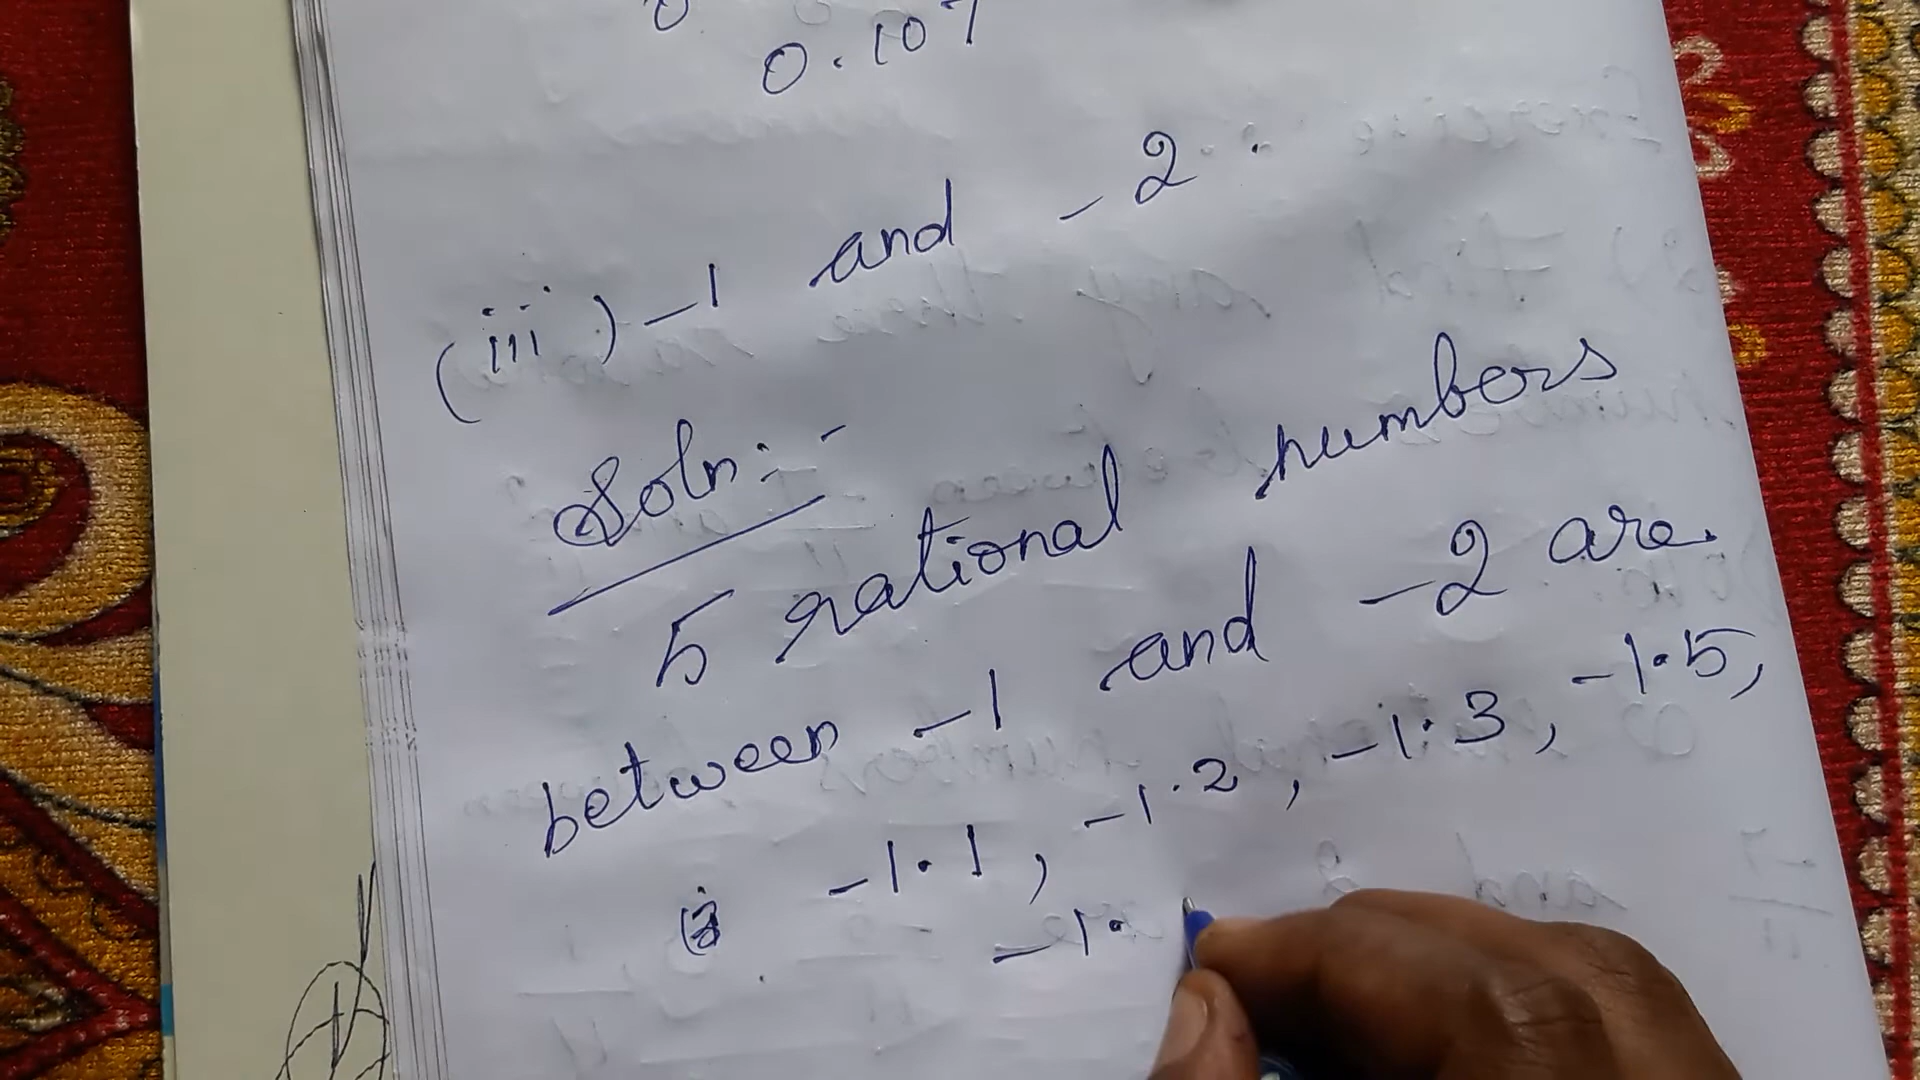 0.107
(iii) -1 and -2.
Soln:-
5 rational numbers
between -1 and -2 are.
-1.1, -1.2, -1.3, -1.5,
-1.